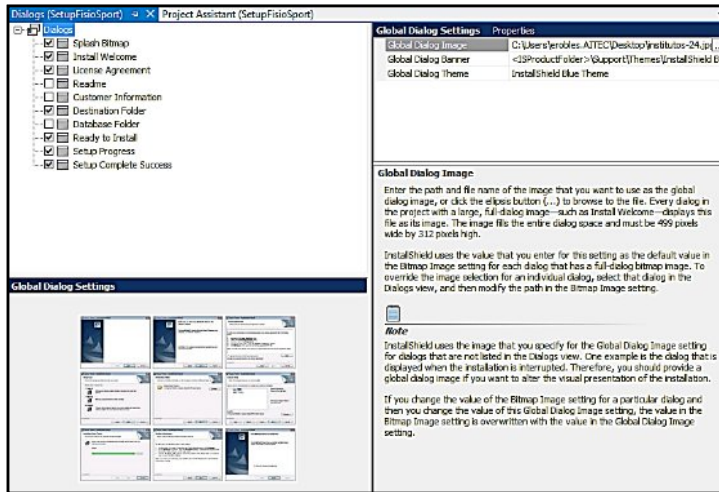 Dialogs (SetupFisioSport)
Project Assistant (SetupFisioSport)
Dialogs
Splash Bitmap
Install Welcome
License Agreement
Readme
Customer Information
Destination Folder
Database Folder
Ready to Install
Setup Progress
Setup Complete Success
Global Dialog Settings
Global Dialog Settings Properties
Global Dialog Image C:\Users\erobles.AITEC\Desktop\institutos-24.jp ...
Global Dialog Banner <ISProductFolder>\Support\Themes\InstallShield B
Global Dialog Theme InstallShield Blue Theme
Global Dialog Image
Enter the path and file name of the image that you want to use as the global
dialog image, or click the ellipsis button (...) to browse to the file. Every dialog in
the project with a large, full-dialog image—such as Install Welcome—displays this
file as its image. The image fills the entire dialog space and must be 499 pixels
wide by 312 pixels high.
InstallShield uses the value that you enter for this setting as the default value in
the Bitmap Image setting for each dialog that has a full-dialog bitmap image. To
override the image selection for an individual dialog, select that dialog in the
Dialogs view, and then modify the path in the Bitmap Image setting.
Note
InstallShield uses the image that you specify for the Global Dialog Image setting
for dialogs that are not listed in the Dialogs view. One example is the dialog that is
displayed when the installation is interrupted. Therefore, you should provide a
global dialog image if you want to alter the visual presentation of the installation.
If you change the value of the Bitmap Image setting for a particular dialog and
then you change the value of this Global Dialog Image setting, the value in the
Bitmap Image setting is overwritten with the value in the Global Dialog Image
setting.